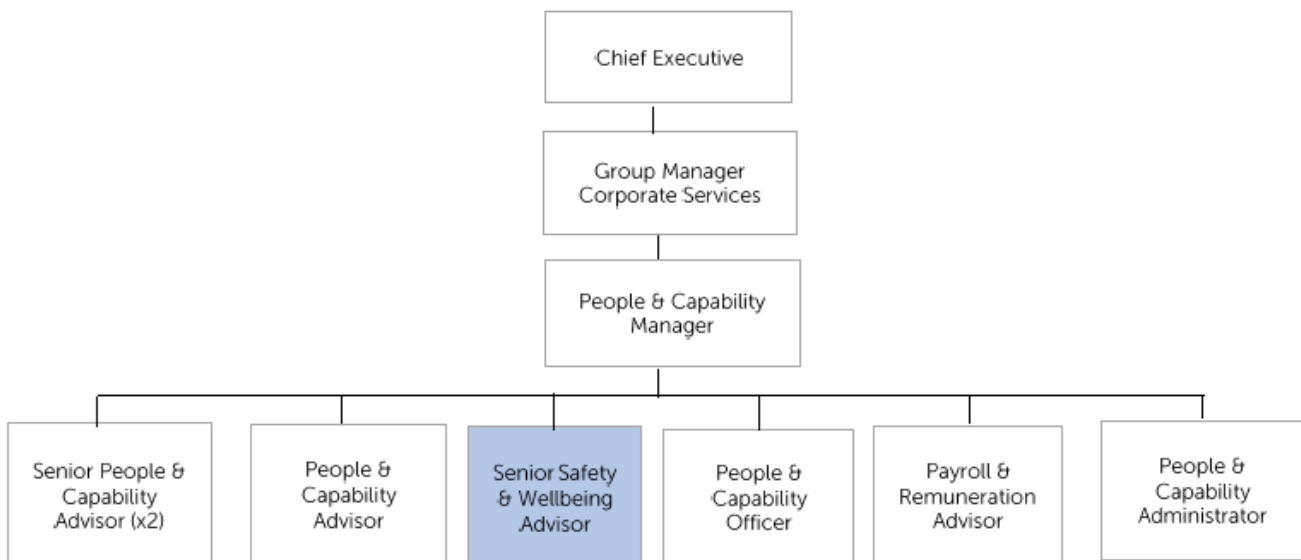 Chief Executive
Group Manager
Corporate Services
People & Capability
Manager
Senior People &
Capability
Advisor (x2)
People &
Capability
Advisor
Senior Safety
& Wellbeing
Advisor
People &
Capability
Officer
Payroll &
Remuneration
Advisor
People &
Capability
Administrator